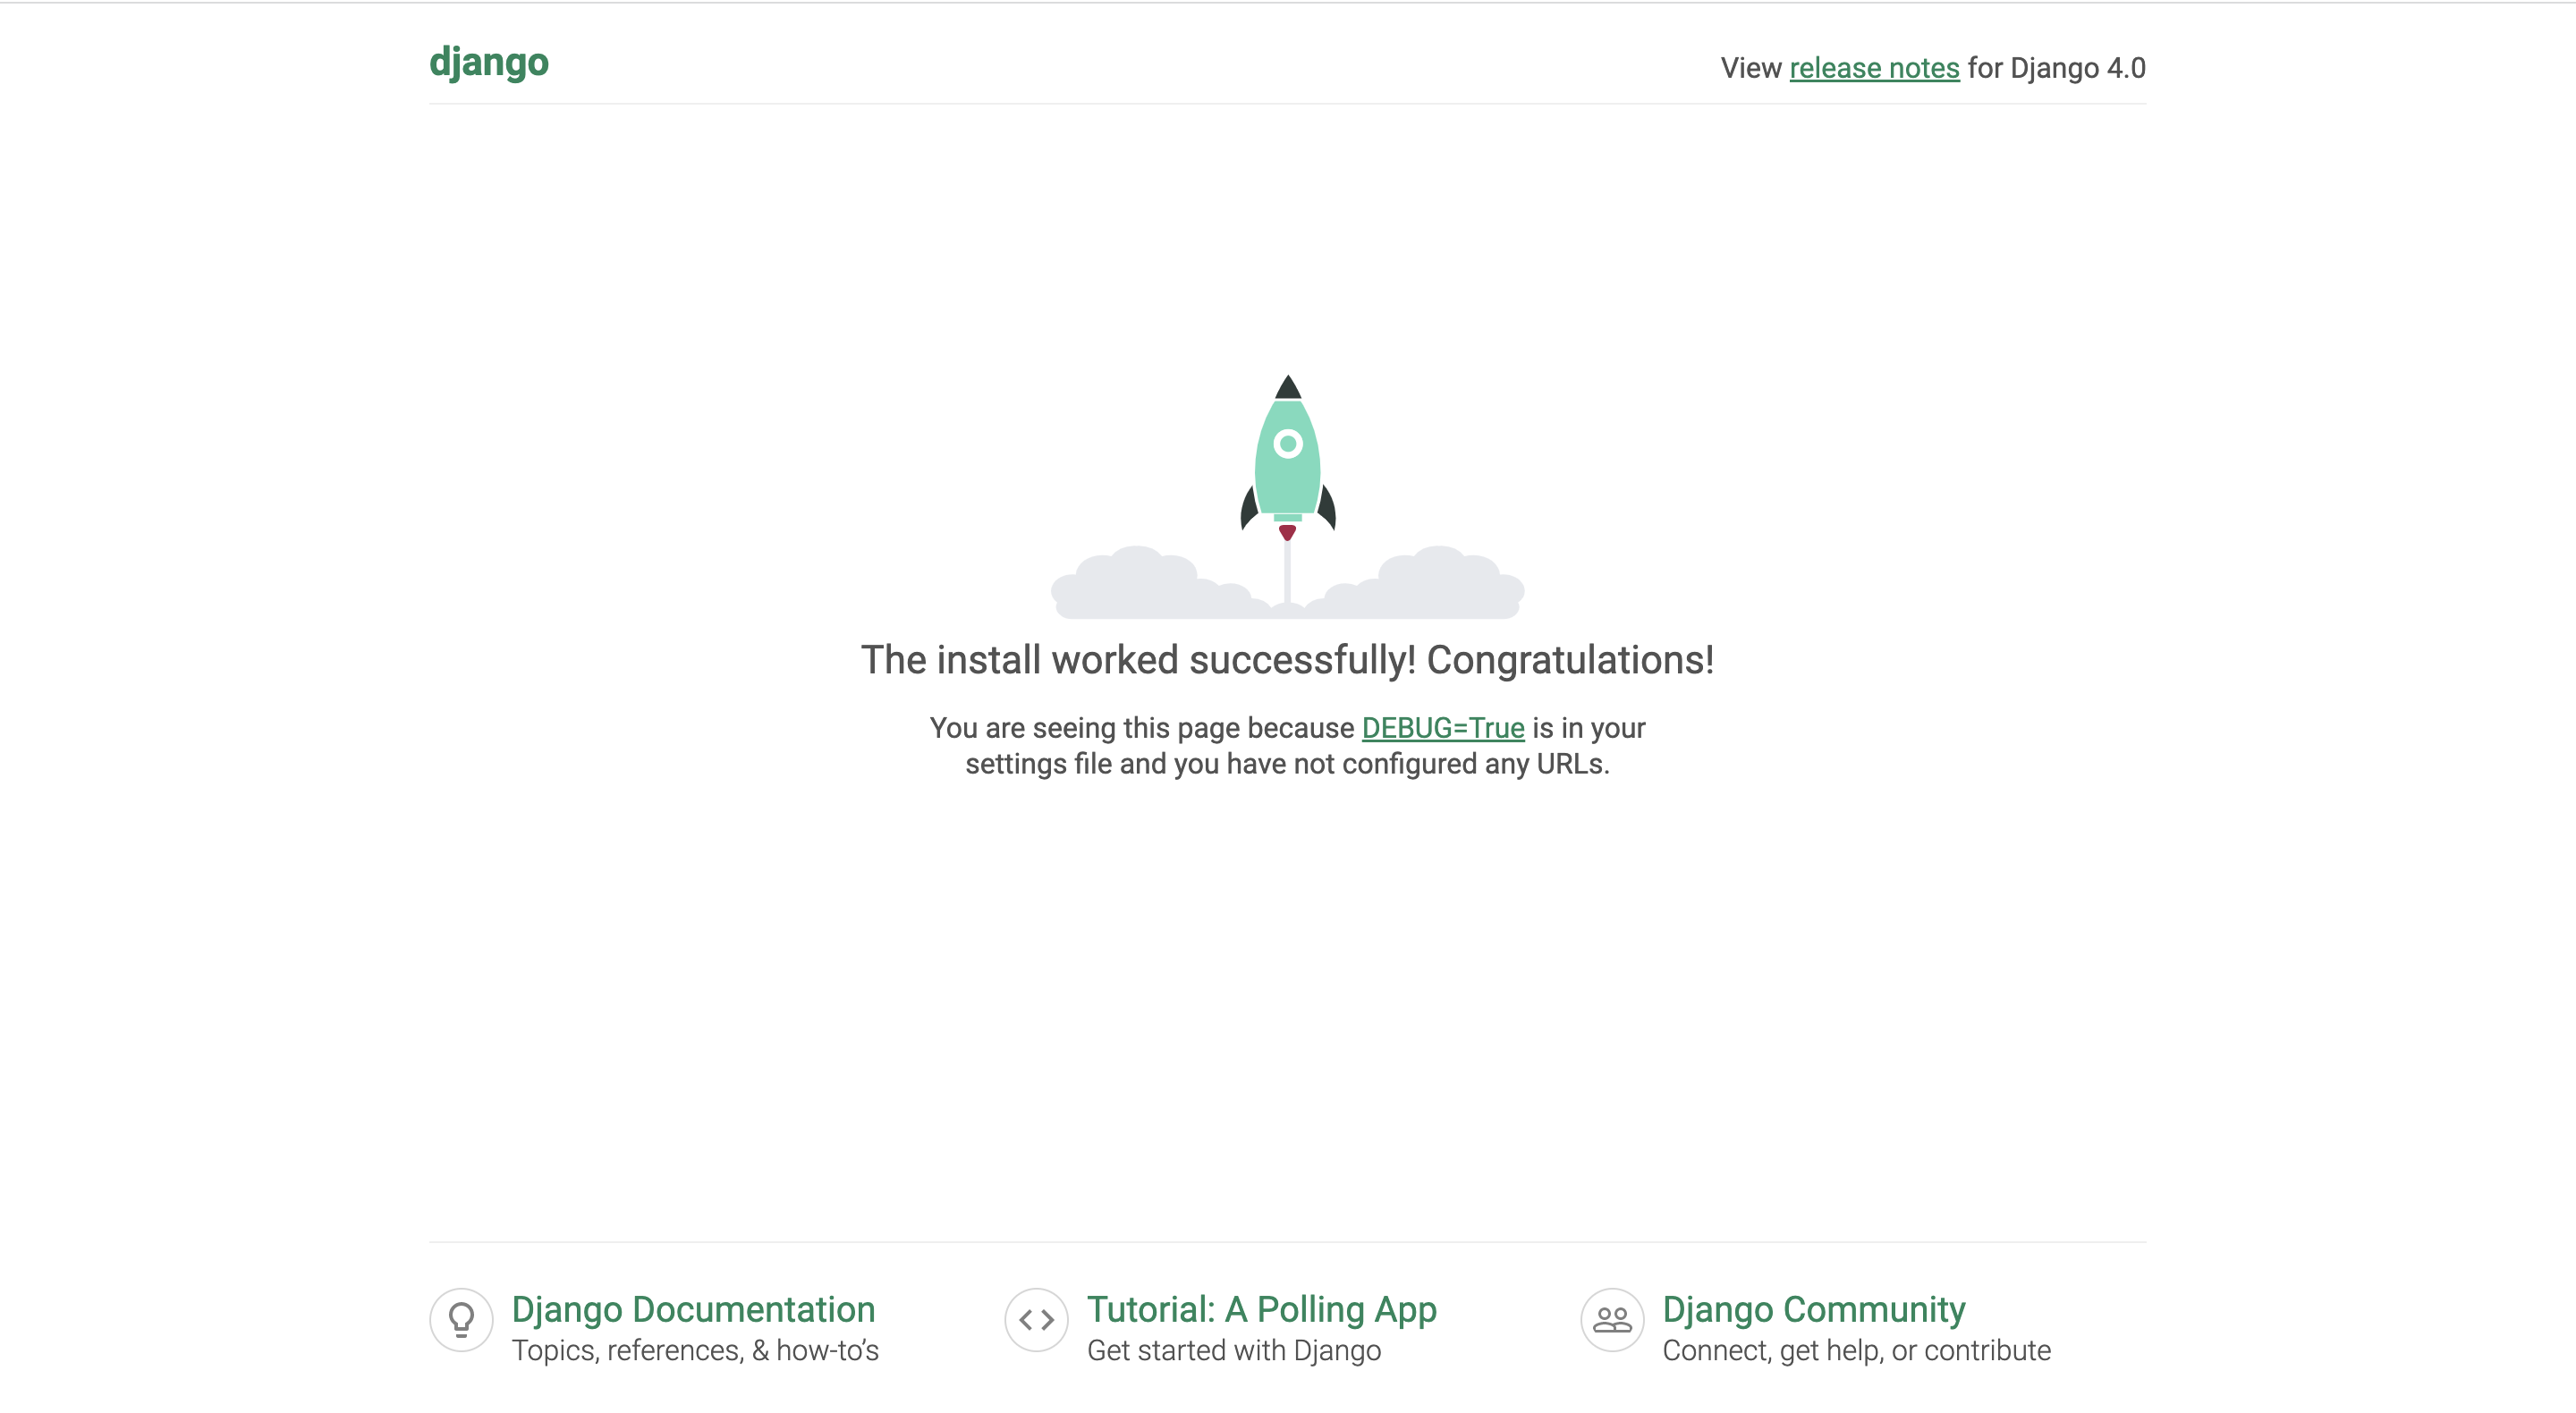 django
View release notes for Django 4.0
The install worked successfully! Congratulations!
You are seeing this page because DEBUG=True is in your
settings file and you have not configured any URLs.
Django Documentation
Topics, references, & how-to’s
Tutorial: A Polling App
Get started with Django
Django Community
Connect, get help, or contribute